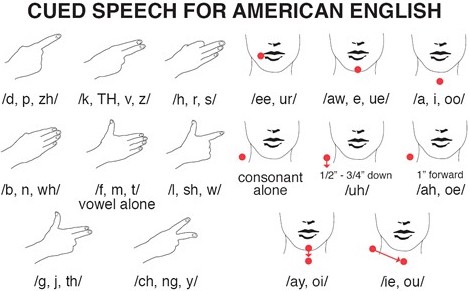 CUED SPEECH FOR AMERICAN ENGLISH
/d, p, zh/
/k, TH, v, z/
/h, r, s/
/ee, ur/
/aw, e, ue/
/a, i, oo/
/b, n, wh/
/f, m, t/
vowel alone
/l, sh, w/
consonant
alone
1/2" - 3/4" down
/uh/
1" forward
/ah, oe/
/g, j, th/
/ch, ng, y/
/ay, oi/
/ie, ou/